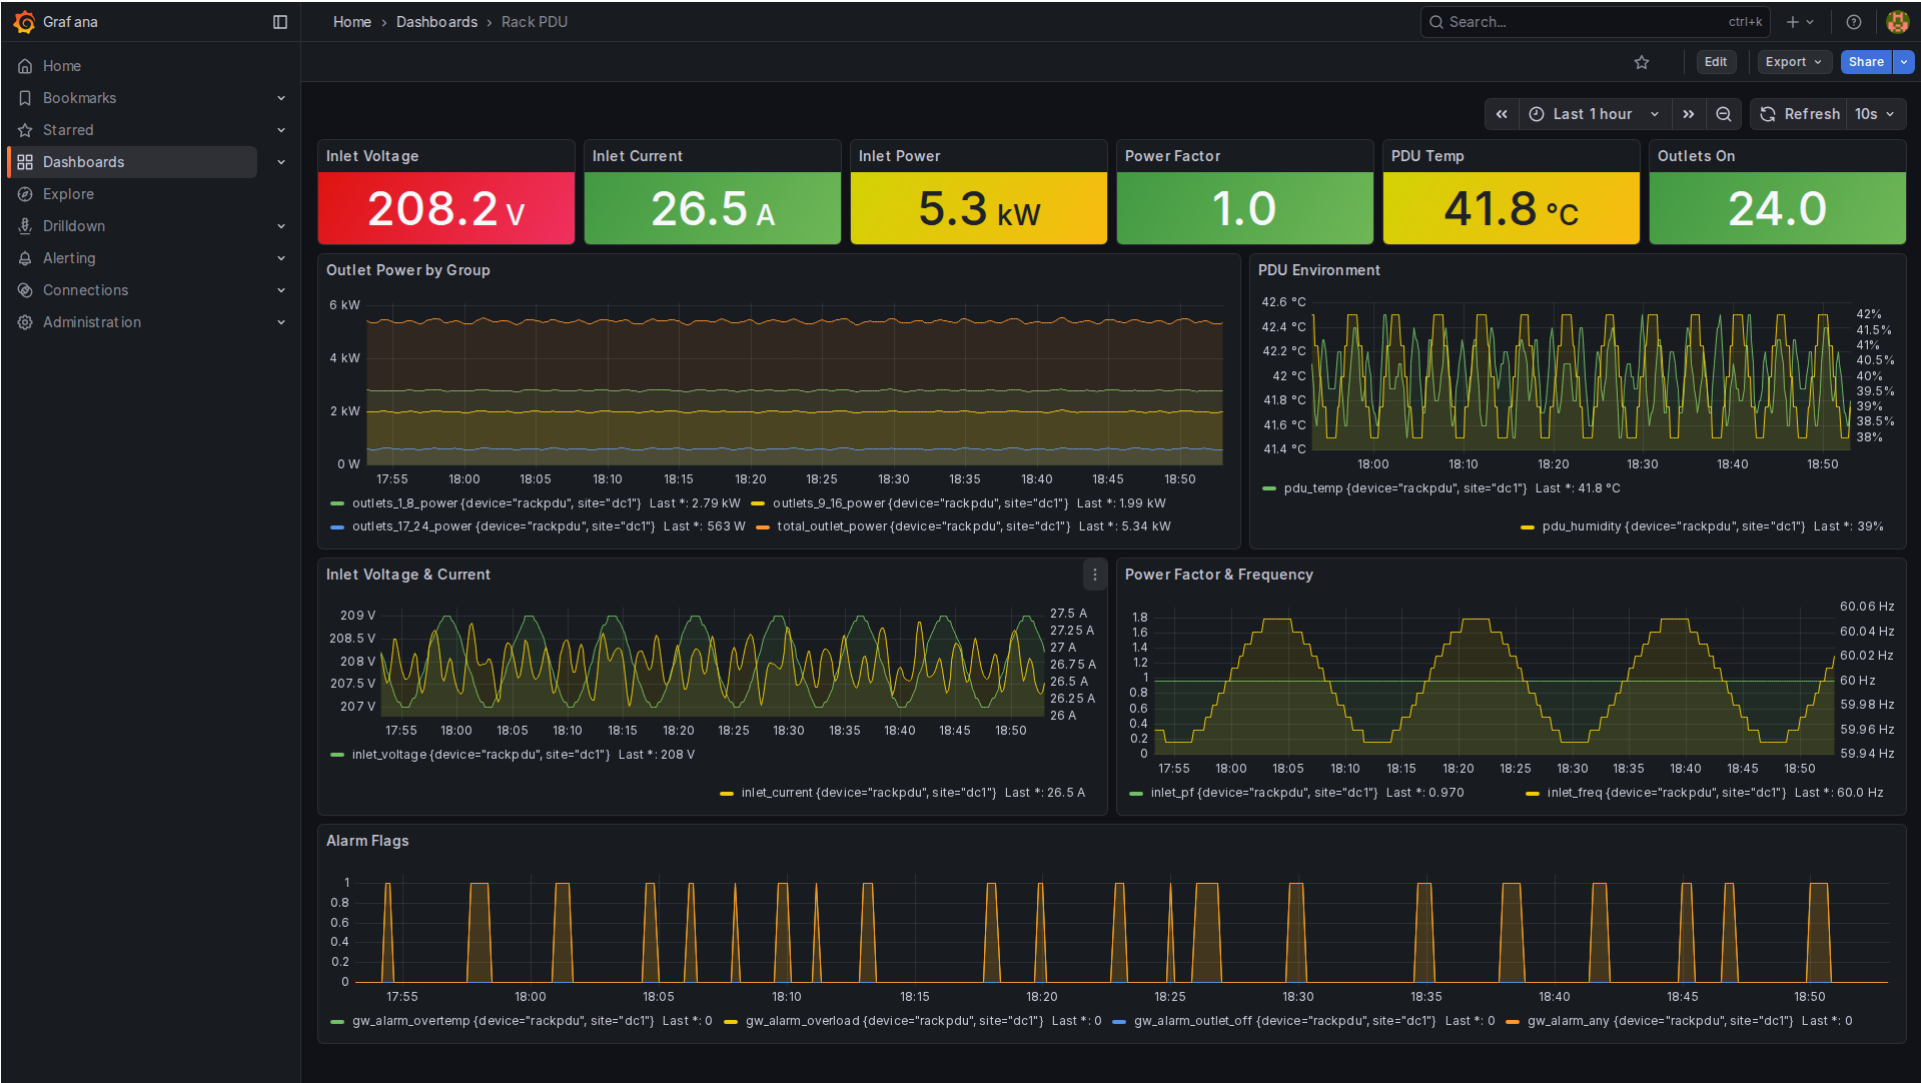 Grafana
Home › Dashboards › Rack PDU
Search...
ctrl+k
Home
Bookmarks
Starred
Dashboards
Explore
Drilldown
Alerting
Connections
Administration
Edit
Export
Share
Last 1 hour
Refresh
10s
Inlet Voltage
208.2 V
Inlet Current
26.5 A
Inlet Power
5.3 kW
Power Factor
1.0
PDU Temp
41.8 °C
Outlets On
24.0
Outlet Power by Group
6 kW
4 kW
2 kW
0 W
17:55 18:00 18:05 18:10 18:15 18:20 18:25 18:30 18:35 18:40 18:45 18:50
outlets_1_8_power {device="rackpdu", site="dc1"} Last *: 2.79 kW
outlets_9_16_power {device="rackpdu", site="dc1"} Last *: 1.99 kW
outlets_17_24_power {device="rackpdu", site="dc1"} Last *: 563 W
total_outlet_power {device="rackpdu", site="dc1"} Last *: 5.34 kW
PDU Environment
42.6 °C
42.4 °C
42.2 °C
42 °C
41.8 °C
41.6 °C
41.4 °C
42%
41.5%
41%
40.5%
40%
39.5%
39%
38.5%
38%
18:00 18:10 18:20 18:30 18:40 18:50
pdu_temp {device="rackpdu", site="dc1"} Last *: 41.8 °C
pdu_humidity {device="rackpdu", site="dc1"} Last *: 39%
Inlet Voltage & Current
209 V
208.5 V
208 V
207.5 V
207 V
27.5 A
27.25 A
27 A
26.75 A
26.5 A
26.25 A
26 A
17:55 18:00 18:05 18:10 18:15 18:20 18:25 18:30 18:35 18:40 18:45 18:50
inlet_voltage {device="rackpdu", site="dc1"} Last *: 208 V
inlet_current {device="rackpdu", site="dc1"} Last *: 26.5 A
Power Factor & Frequency
1.8
1.6
1.4
1.2
1
0.8
0.6
0.4
0.2
0
60.06 Hz
60.04 Hz
60.02 Hz
60 Hz
59.98 Hz
59.96 Hz
59.94 Hz
17:55 18:00 18:05 18:10 18:15 18:20 18:25 18:30 18:35 18:40 18:45 18:50
inlet_pf {device="rackpdu", site="dc1"} Last *: 0.970
inlet_freq {device="rackpdu", site="dc1"} Last *: 60.0 Hz
Alarm Flags
1
0.8
0.6
0.4
0.2
0
17:55 18:00 18:05 18:10 18:15 18:20 18:25 18:30 18:35 18:40 18:45 18:50
gw_alarm_overtemp {device="rackpdu", site="dc1"} Last *: 0
gw_alarm_overload {device="rackpdu", site="dc1"} Last *: 0
gw_alarm_outlet_off {device="rackpdu", site="dc1"} Last *: 0
gw_alarm_any {device="rackpdu", site="dc1"} Last *: 0